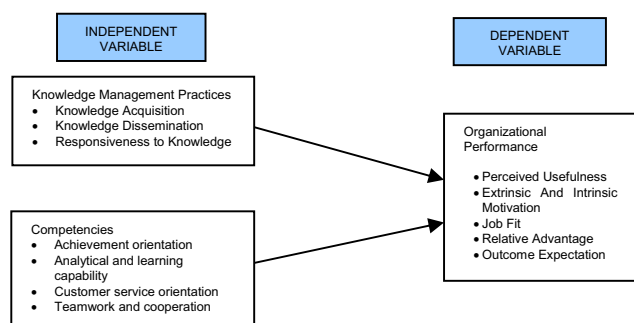 INDEPENDENT
VARIABLE
DEPENDENT
VARIABLE
Knowledge Management Practices
• Knowledge Acquisition
• Knowledge Dissemination
• Responsiveness to Knowledge
Organizational
Performance
• Perceived Usefulness
• Extrinsic And Intrinsic
Motivation
• Job Fit
• Relative Advantage
• Outcome Expectation
Competencies
• Achievement orientation
• Analytical and learning
capability
• Customer service orientation
• Teamwork and cooperation